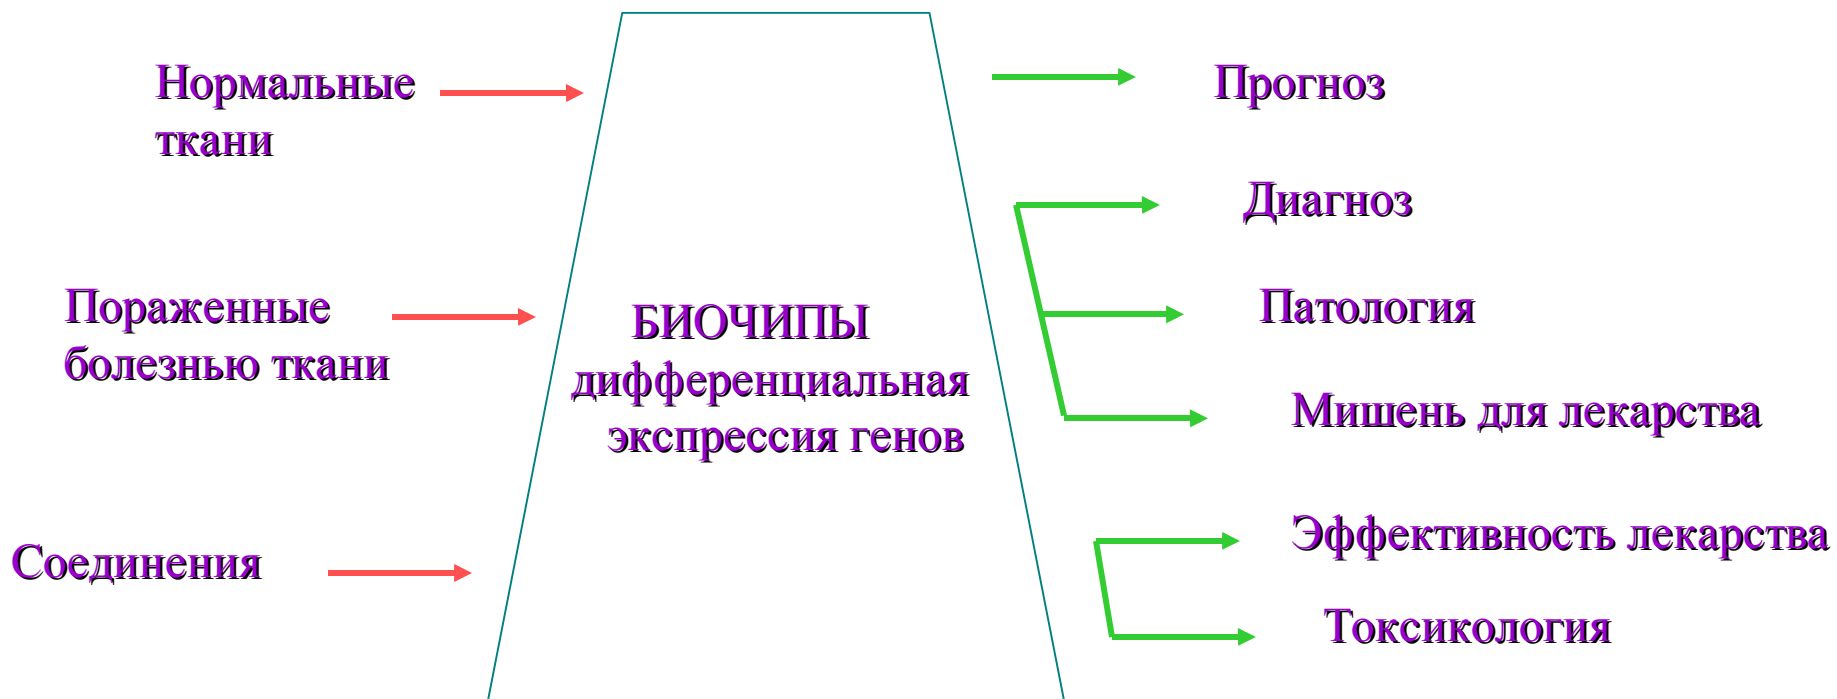 Нормальные
ткани
Пораженные
болезнью ткани
Соединения
БИОЧИПЫ
дифференциальная
экспрессия генов
Прогноз
Диагноз
Патология
Мишень для лекарства
Эффективность лекарства
Токсикология